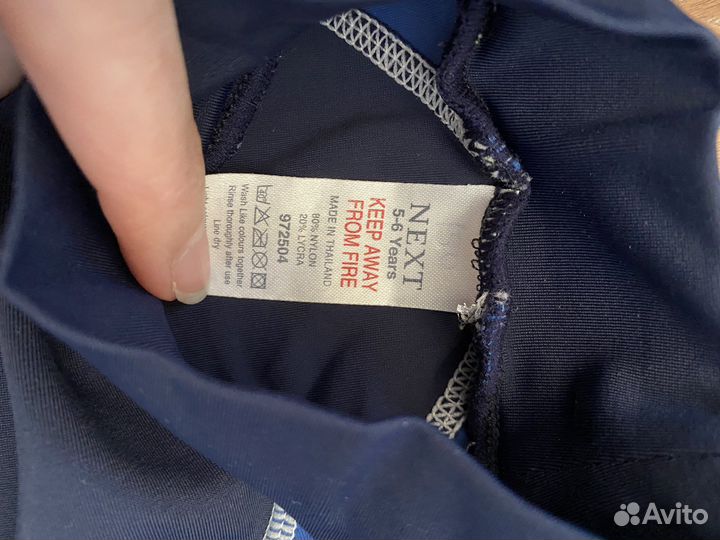 NEXT
5-6 Years
KEEP AWAY
FROM FIRE
MADE IN THAILAND
80% NYLON
20% LYCRA
972504
Wash Like colours together
Rinse thoroughly after use
Line dry
Avito